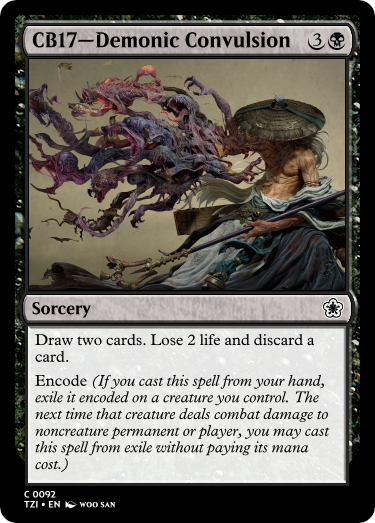 CB17—Demonic Convulsion 3
Sorcery
Draw two cards. Lose 2 life and discard a
card.
Encode (If you cast this spell from your hand,
exile it encoded on a creature you control. The
next time that creature deals combat damage to
noncreature permanent or player, you may cast
this spell from exile without paying its mana
cost.)
C 0092
TZI • EN WOO SAN